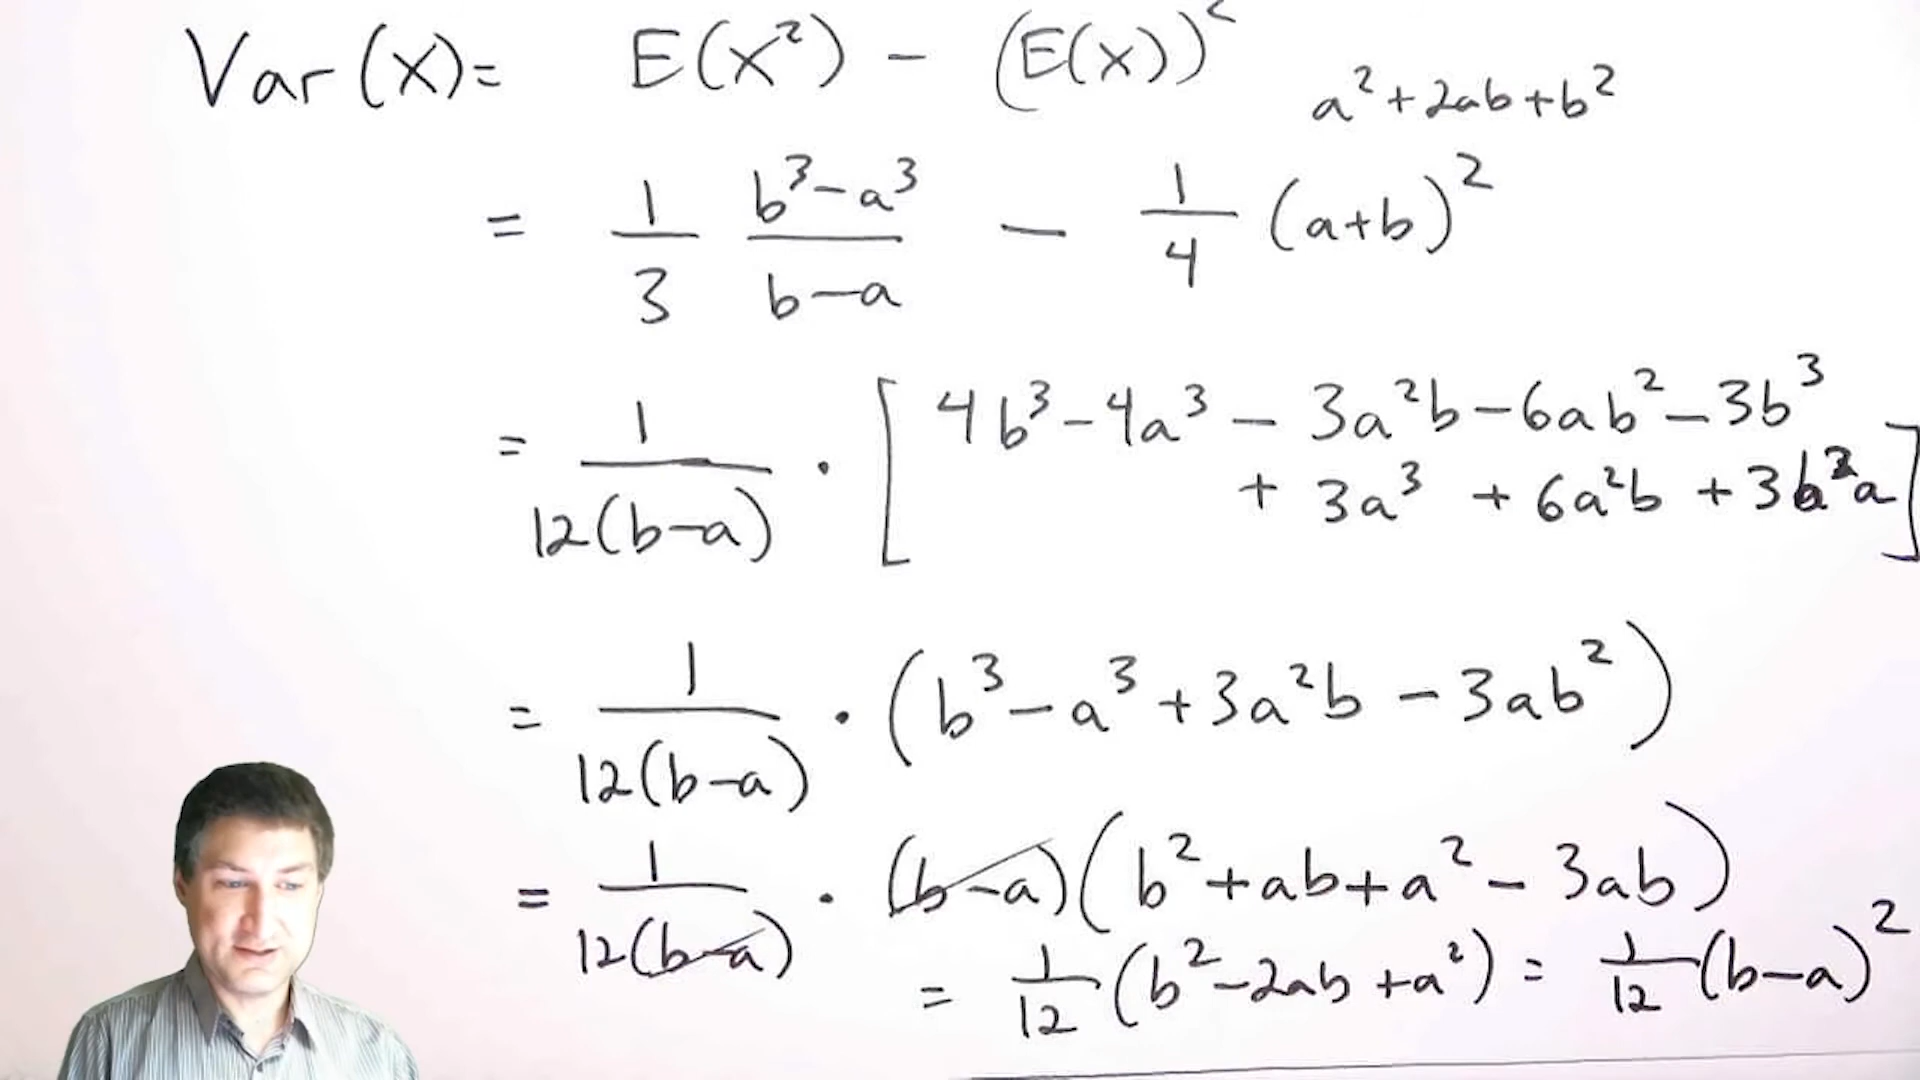 Var(X) = E(X²) − (E(X))²
a² + 2ab + b²
= 1/3 (b³ − a³)/(b − a) − 1/4 (a+b)²
= 1/(12(b−a)) · [4b³ − 4a³ − 3a²b − 6ab² − 3b³
+ 3a³ + 6a²b + 3b²a]
= 1/(12(b−a)) · (b³ − a³ + 3a²b − 3ab²)
= 1/(12(b−a)) · (b−a)(b² + ab + a² − 3ab)
= 1/12 (b² − 2ab + a²) = 1/12 (b−a)²